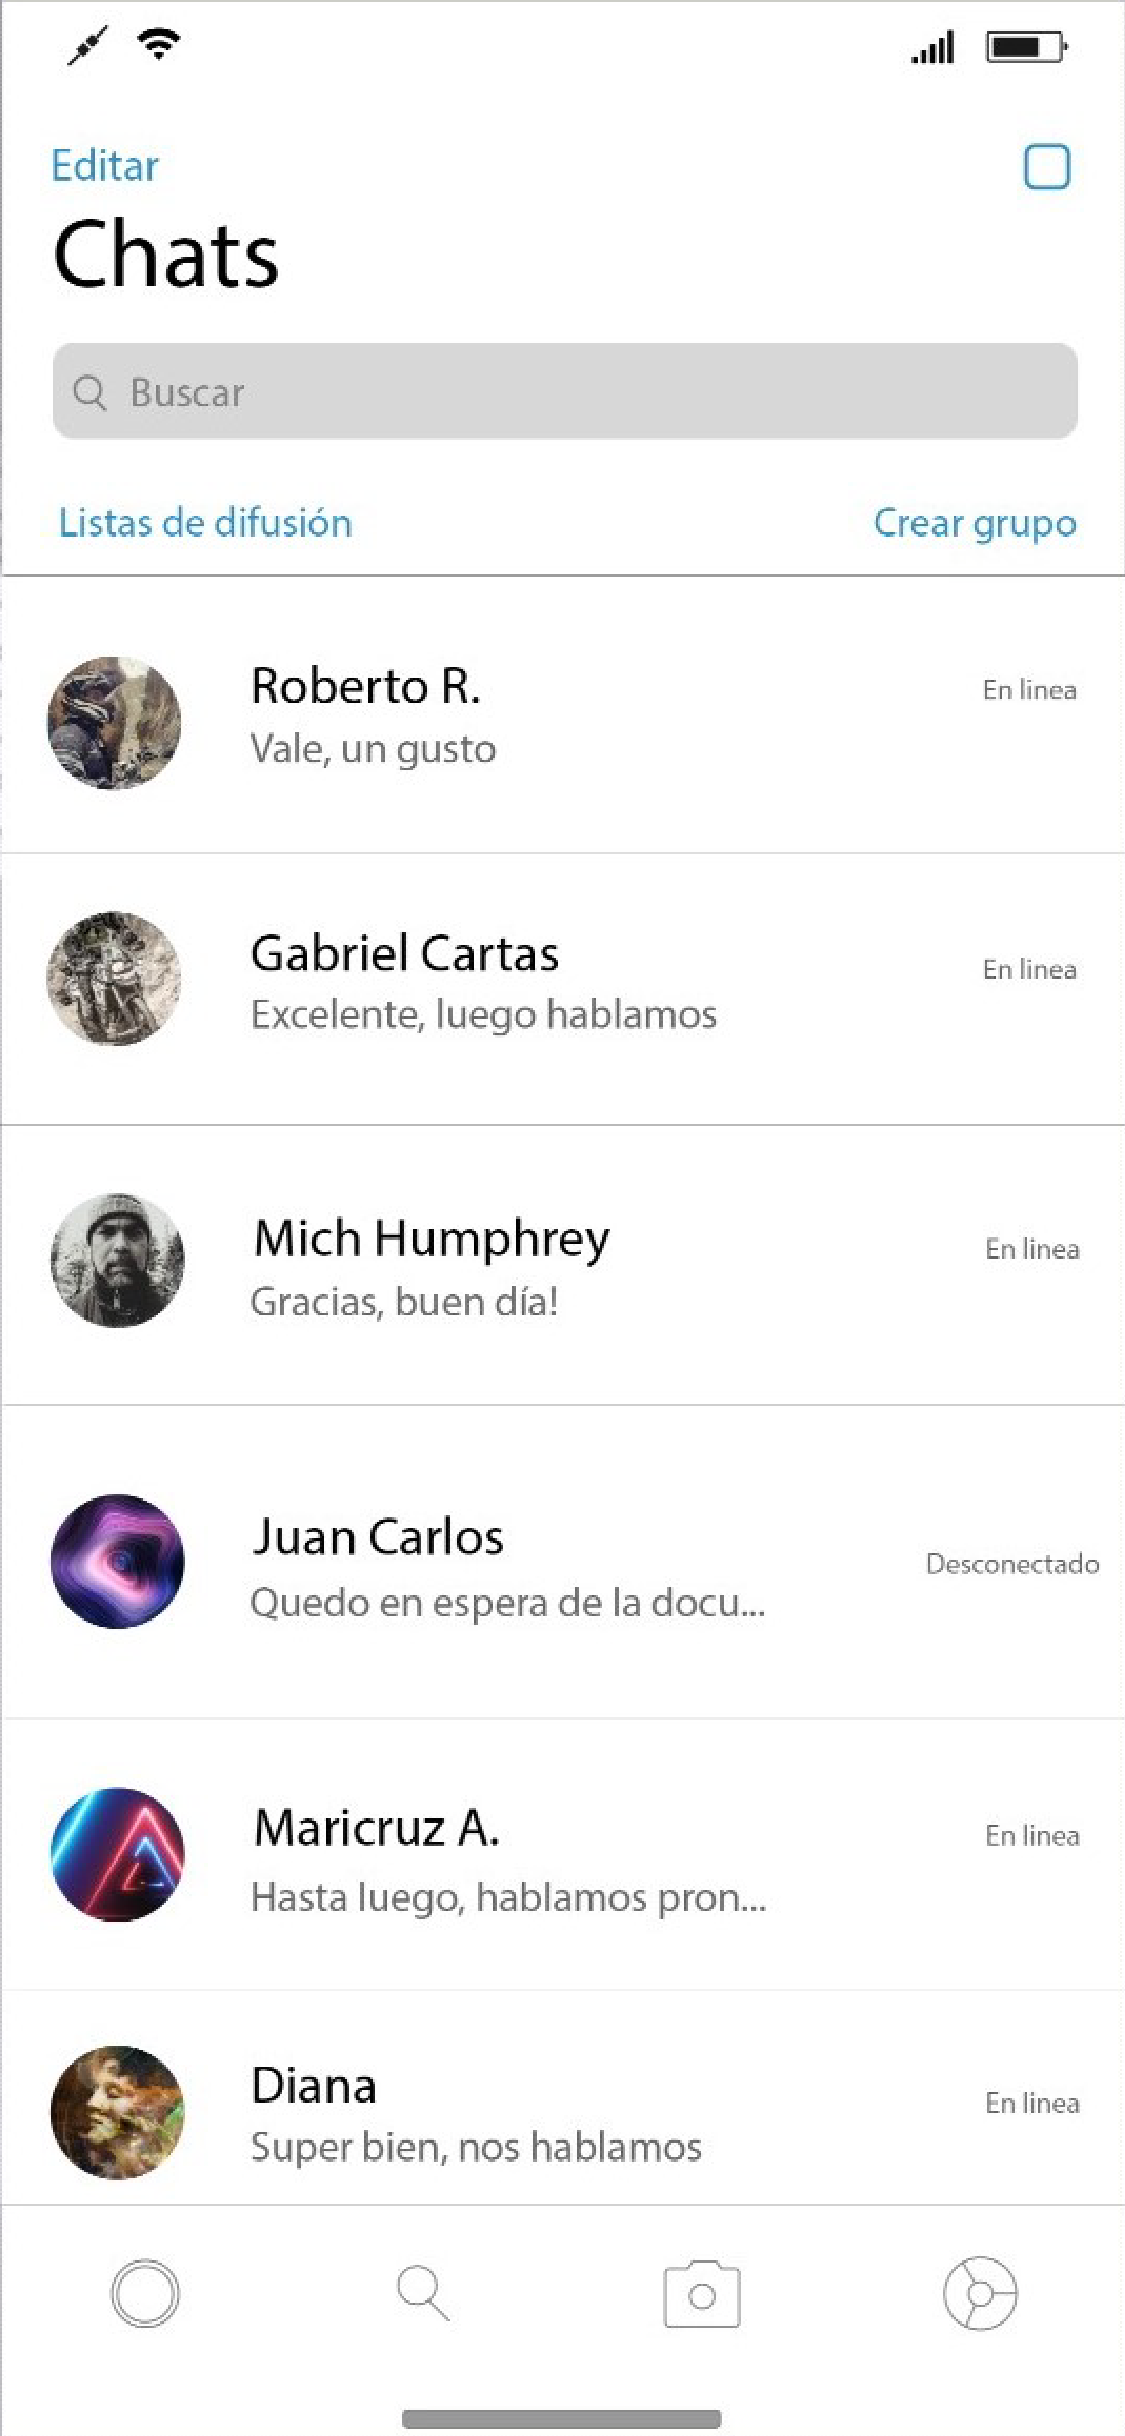 Editar
Chats
Buscar
Listas de difusión
Crear grupo
Roberto R.
En linea
Vale, un gusto
Gabriel Cartas
En linea
Excelente, luego hablamos
Mich Humphrey
En linea
Gracias, buen día!
Juan Carlos
Desconectado
Quedo en espera de la docu...
Maricruz A.
En linea
Hasta luego, hablamos pron...
Diana
En linea
Super bien, nos hablamos